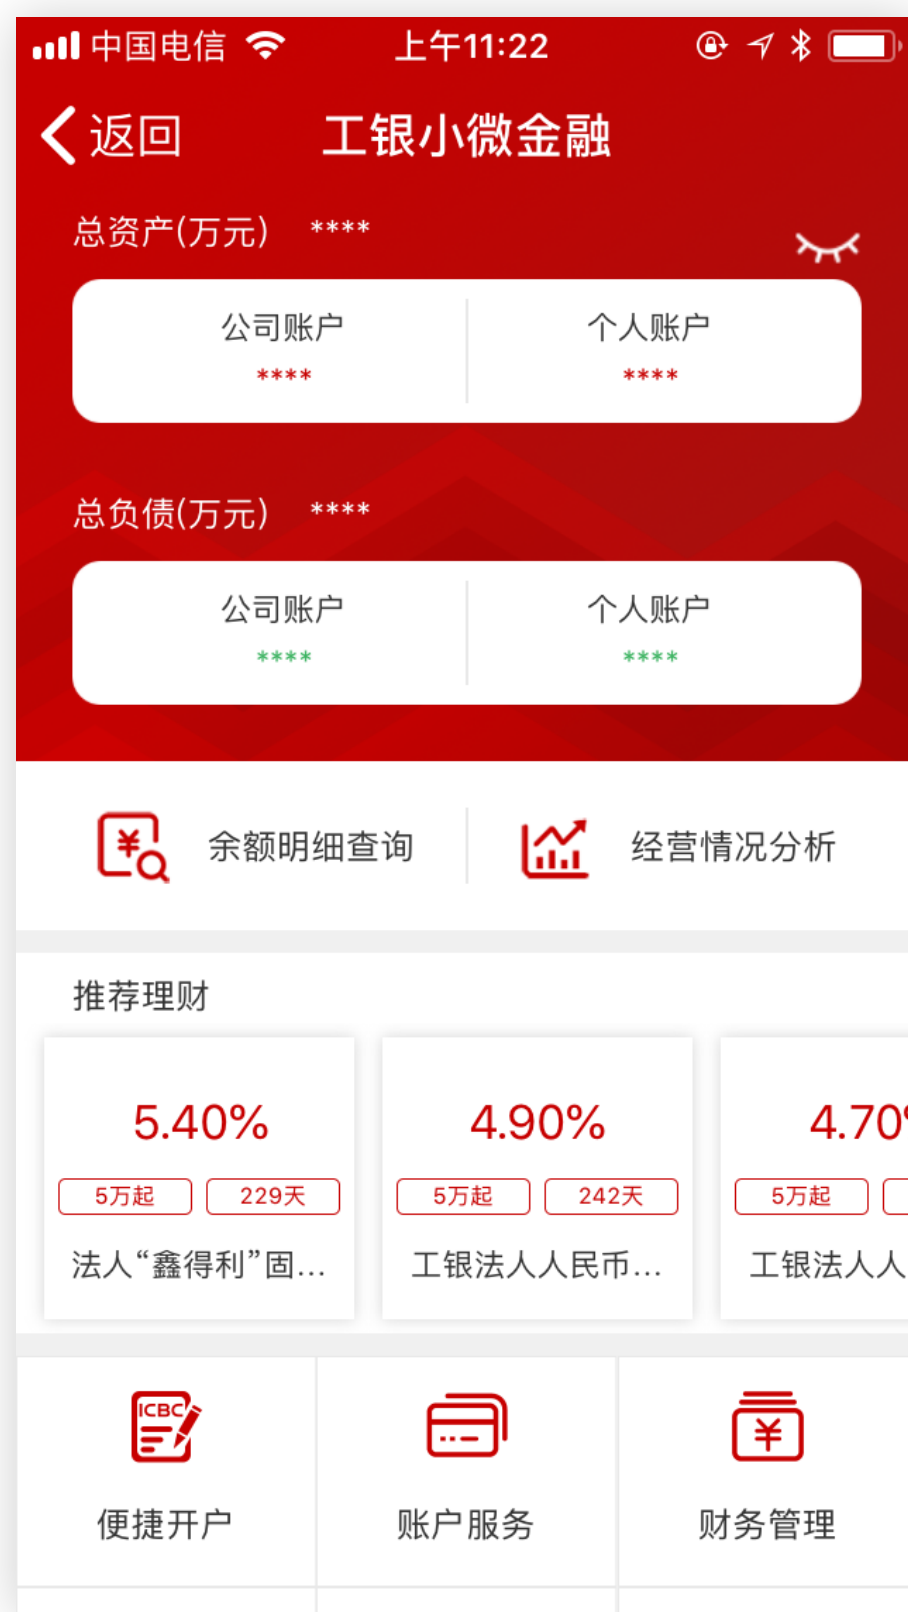 中国电信 上午11:22
返回 工银小微金融
总资产(万元) ****
公司账户 个人账户
**** ****
总负债(万元) ****
公司账户 个人账户
**** ****
余额明细查询 经营情况分析
推荐理财
5.40% 4.90% 4.70%
5万起 229天 5万起 242天 5万起
法人“鑫得利”固... 工银法人人民币... 工银法人人
ICBC
便捷开户 账户服务 财务管理